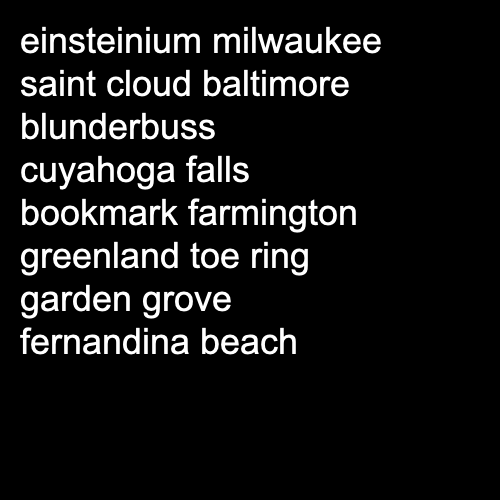 einsteinium milwaukee
saint cloud baltimore
blunderbuss
cuyahoga falls
bookmark farmington
greenland toe ring
garden grove
fernandina beach